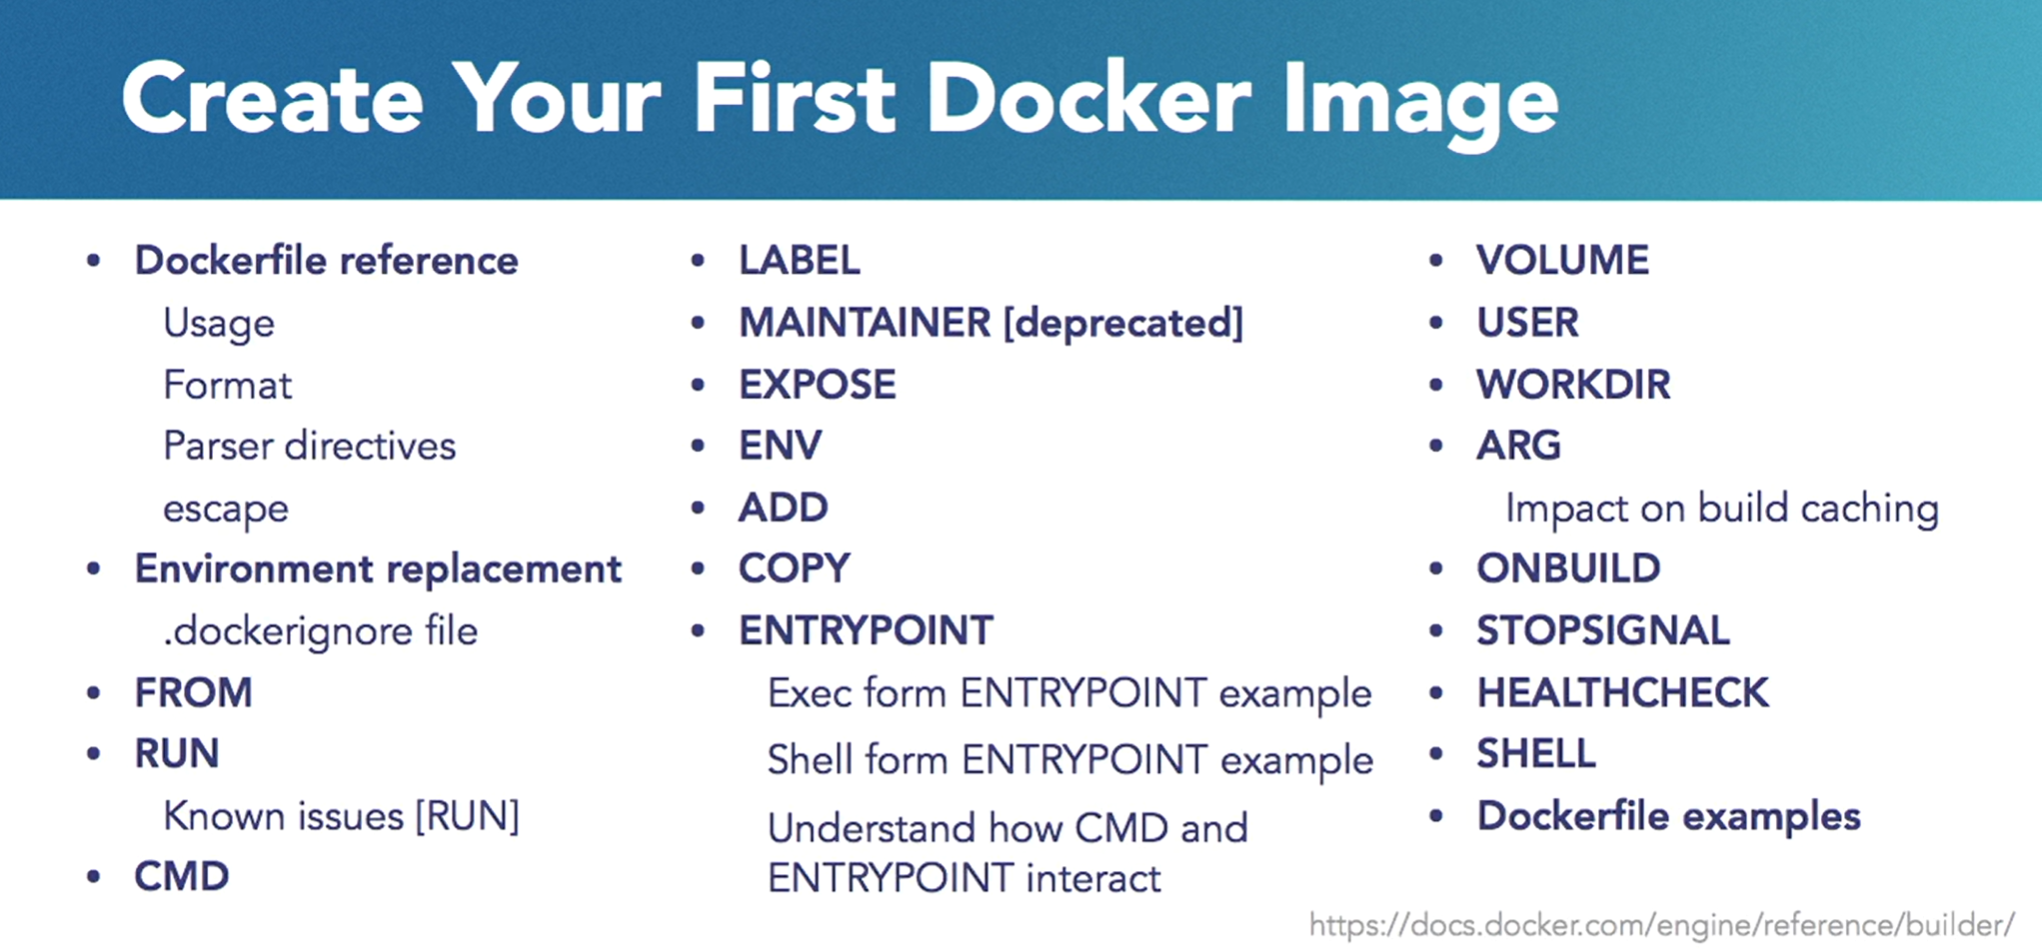 Create Your First Docker Image
• Dockerfile reference
Usage
Format
Parser directives
escape
• Environment replacement
.dockerignore file
• FROM
• RUN
Known issues [RUN]
• CMD
• LABEL
• MAINTAINER [deprecated]
• EXPOSE
• ENV
• ADD
• COPY
• ENTRYPOINT
Exec form ENTRYPOINT example
Shell form ENTRYPOINT example
Understand how CMD and
ENTRYPOINT interact
• VOLUME
• USER
• WORKDIR
• ARG
Impact on build caching
• ONBUILD
• STOPSIGNAL
• HEALTHCHECK
• SHELL
• Dockerfile examples
https://docs.docker.com/engine/reference/builder/